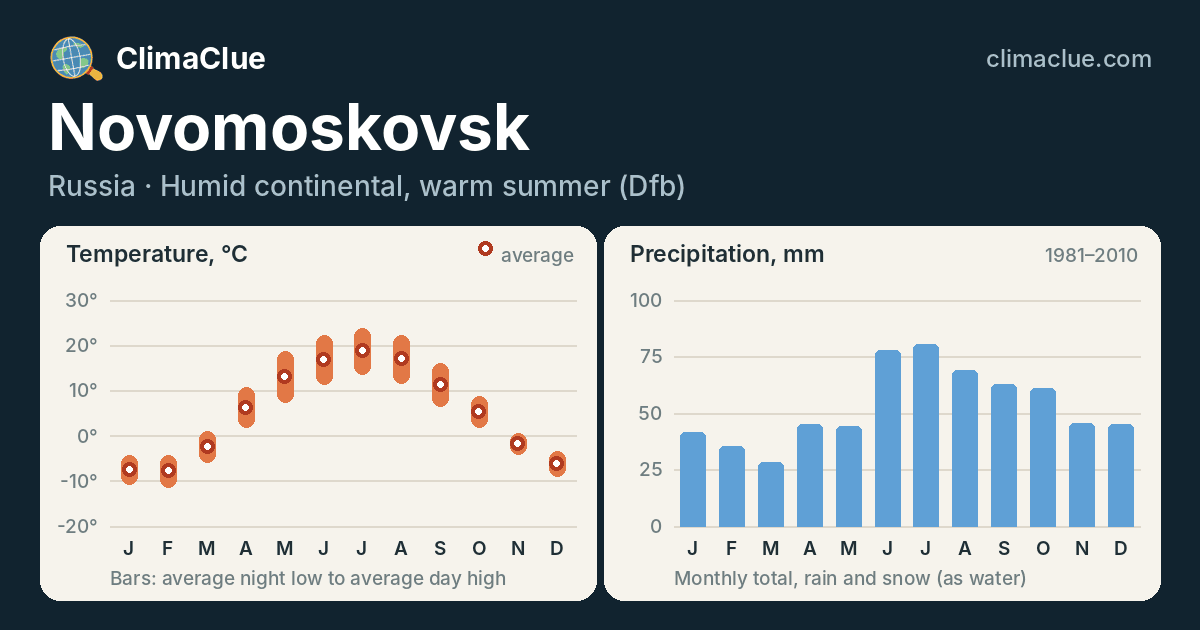 ClimaClue
climaclue.com
Novomoskovsk
Russia · Humid continental, warm summer (Dfb)
Temperature, °C
average
30°
20°
10°
0°
-10°
-20°
J F M A M J J A S O N D
Bars: average night low to average day high
Precipitation, mm
1981–2010
100
75
50
25
0
J F M A M J J A S O N D
Monthly total, rain and snow (as water)